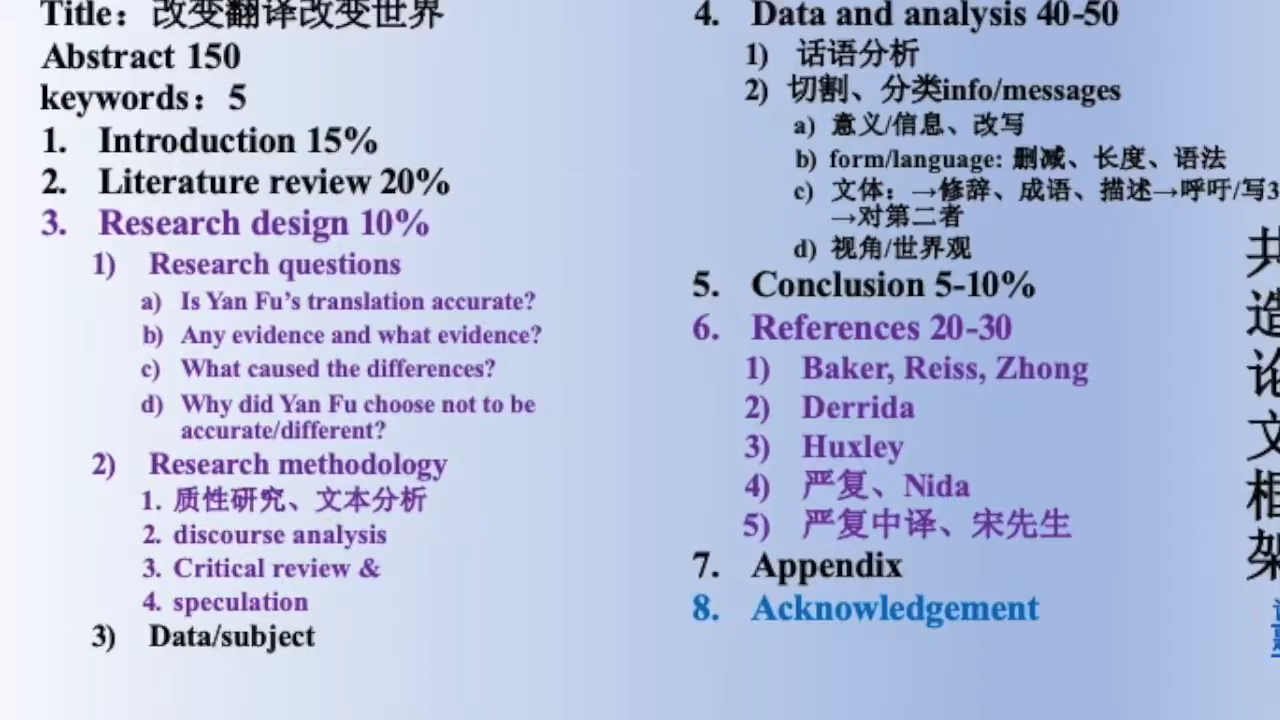 Title：改变翻译改变世界
Abstract 150
keywords：5
1. Introduction 15%
2. Literature review 20%
3. Research design 10%
1) Research questions
a) Is Yan Fu's translation accurate?
b) Any evidence and what evidence?
c) What caused the differences?
d) Why did Yan Fu choose not to be
accurate/different?
2) Research methodology
1. 质性研究、文本分析
2. discourse analysis
3. Critical review &
4. speculation
3) Data/subject
4. Data and analysis 40-50
1) 话语分析
2) 切割、分类info/messages
a) 意义/信息、改写
b) form/language: 删减、长度、语法
c) 文体：→修辞、成语、描述→呼吁/写3
→对第二者
d) 视角/世界观
5. Conclusion 5-10%
6. References 20-30
1) Baker, Reiss, Zhong
2) Derrida
3) Huxley
4) 严复、Nida
5) 严复中译、宋先生
7. Appendix
8. Acknowledgement
共
造
论
文
框
架